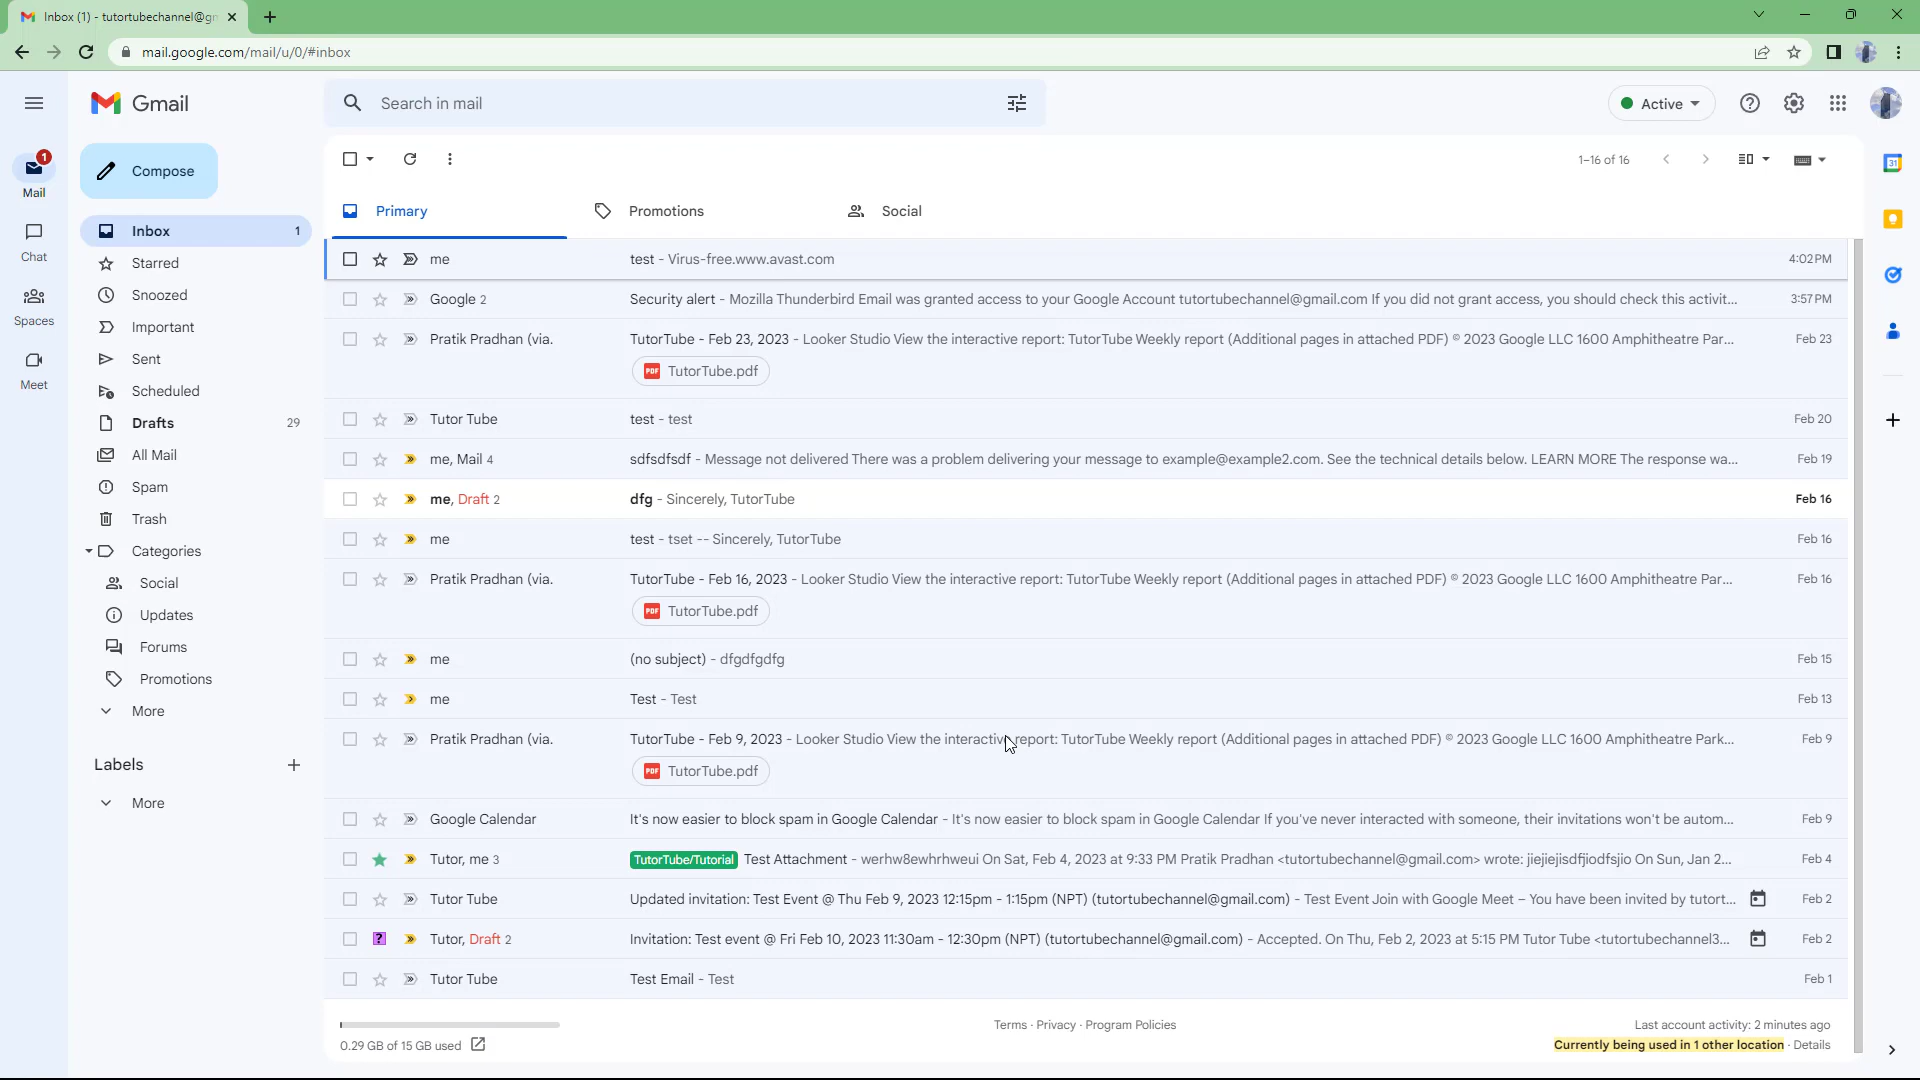 Inbox (1) - tutortubechannel@gm
mail.google.com/mail/u/0/#inbox
Gmail
Search in mail
Active
31
1
Mail
Chat
Spaces
Meet
Compose
Inbox 1
Starred
Snoozed
Important
Sent
Scheduled
Drafts 29
All Mail
Spam
Trash
Categories
Social
Updates
Forums
Promotions
More
Labels
More
1–16 of 16
Primary Promotions Social
me test - Virus-free.www.avast.com 4:02 PM
Google 2 Security alert - Mozilla Thunderbird Email was granted access to your Google Account tutortubechannel@gmail.com If you did not grant access, you should check this activit... 3:57 PM
Pratik Pradhan (via. TutorTube - Feb 23, 2023 - Looker Studio View the interactive report: TutorTube Weekly report (Additional pages in attached PDF) © 2023 Google LLC 1600 Amphitheatre Par... Feb 23
PDF TutorTube.pdf
Tutor Tube test - test Feb 20
me, Mail 4 sdfsdfsdf - Message not delivered There was a problem delivering your message to example@example2.com. See the technical details below. LEARN MORE The response wa... Feb 19
me, Draft 2 dfg - Sincerely, TutorTube Feb 16
me test - tset -- Sincerely, TutorTube Feb 16
Pratik Pradhan (via. TutorTube - Feb 16, 2023 - Looker Studio View the interactive report: TutorTube Weekly report (Additional pages in attached PDF) © 2023 Google LLC 1600 Amphitheatre Par... Feb 16
PDF TutorTube.pdf
me (no subject) - dfgdfgdfg Feb 15
me Test - Test Feb 13
Pratik Pradhan (via. TutorTube - Feb 9, 2023 - Looker Studio View the interactive report: TutorTube Weekly report (Additional pages in attached PDF) © 2023 Google LLC 1600 Amphitheatre Park... Feb 9
PDF TutorTube.pdf
Google Calendar It's now easier to block spam in Google Calendar - It's now easier to block spam in Google Calendar If you've never interacted with someone, their invitations won't be autom... Feb 9
Tutor, me 3 TutorTube/Tutorial Test Attachment - werhw8ewhrhweui On Sat, Feb 4, 2023 at 9:33 PM Pratik Pradhan <tutortubechannel@gmail.com> wrote: jiejiejisdfjiodfsjio On Sun, Jan 2... Feb 4
Tutor Tube Updated invitation: Test Event @ Thu Feb 9, 2023 12:15pm - 1:15pm (NPT) (tutortubechannel@gmail.com) - Test Event Join with Google Meet – You have been invited by tutort... Feb 2
? Tutor, Draft 2 Invitation: Test event @ Fri Feb 10, 2023 11:30am - 12:30pm (NPT) (tutortubechannel@gmail.com) - Accepted. On Thu, Feb 2, 2023 at 5:15 PM Tutor Tube <tutortubechannel3... Feb 2
Tutor Tube Test Email - Test Feb 1
0.29 GB of 15 GB used
Terms · Privacy · Program Policies
Last account activity: 2 minutes ago
Currently being used in 1 other location · Details